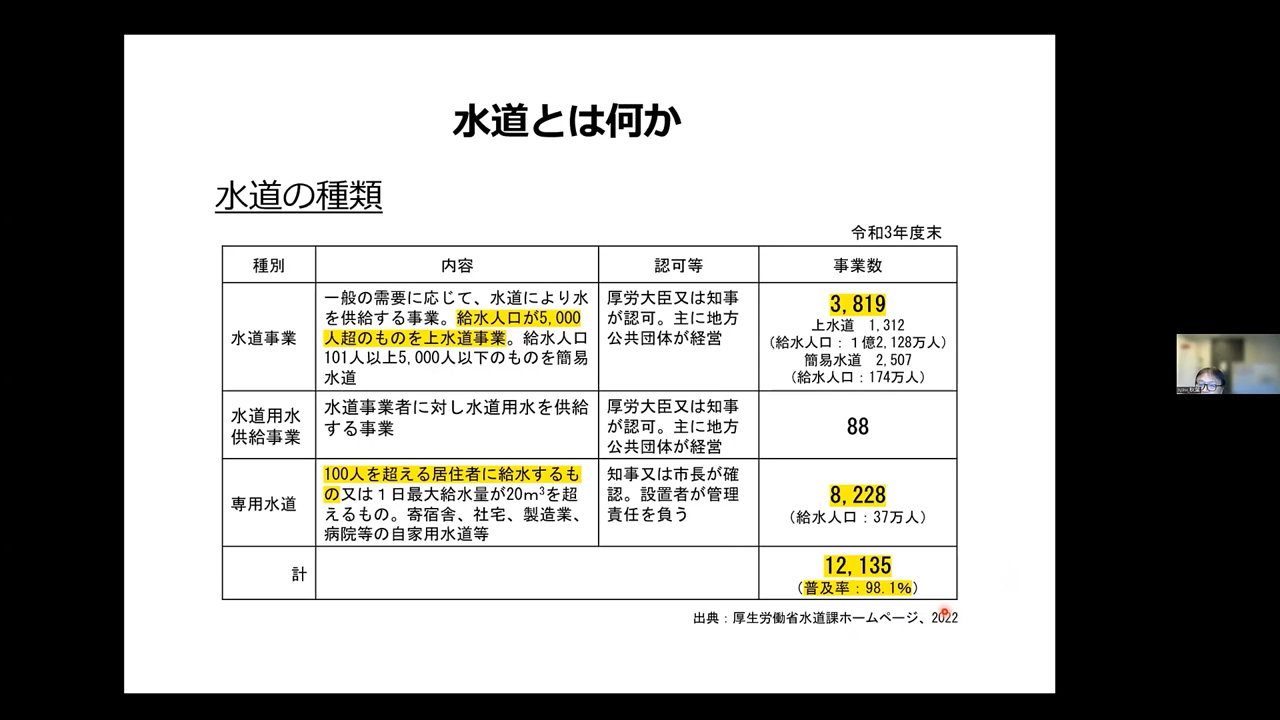 水道とは何か
水道の種類
令和3年度末
種別
内容
認可等
事業数
水道事業
一般の需要に応じて、水道により水
を供給する事業。給水人口が5,000
人超のものを上水道事業。給水人口
101人以上5,000人以下のものを簡易
水道
厚労大臣又は知事
が認可。主に地方
公共団体が経営
3,819
上水道 1,312
(給水人口：１億2,128万人)
簡易水道 2,507
(給水人口：174万人)
水道用水
供給事業
水道事業者に対し水道用水を供給
する事業
厚労大臣又は知事
が認可。主に地方
公共団体が経営
88
専用水道
100人を超える居住者に給水するも
の又は１日最大給水量が20m³を超
えるもの。寄宿舎、社宅、製造業、
病院等の自家用水道等
知事又は市長が確
認。設置者が管理
責任を負う
8,228
(給水人口：37万人)
計
12,135
(普及率：98.1%)
出典：厚生労働省水道課ホームページ、2022